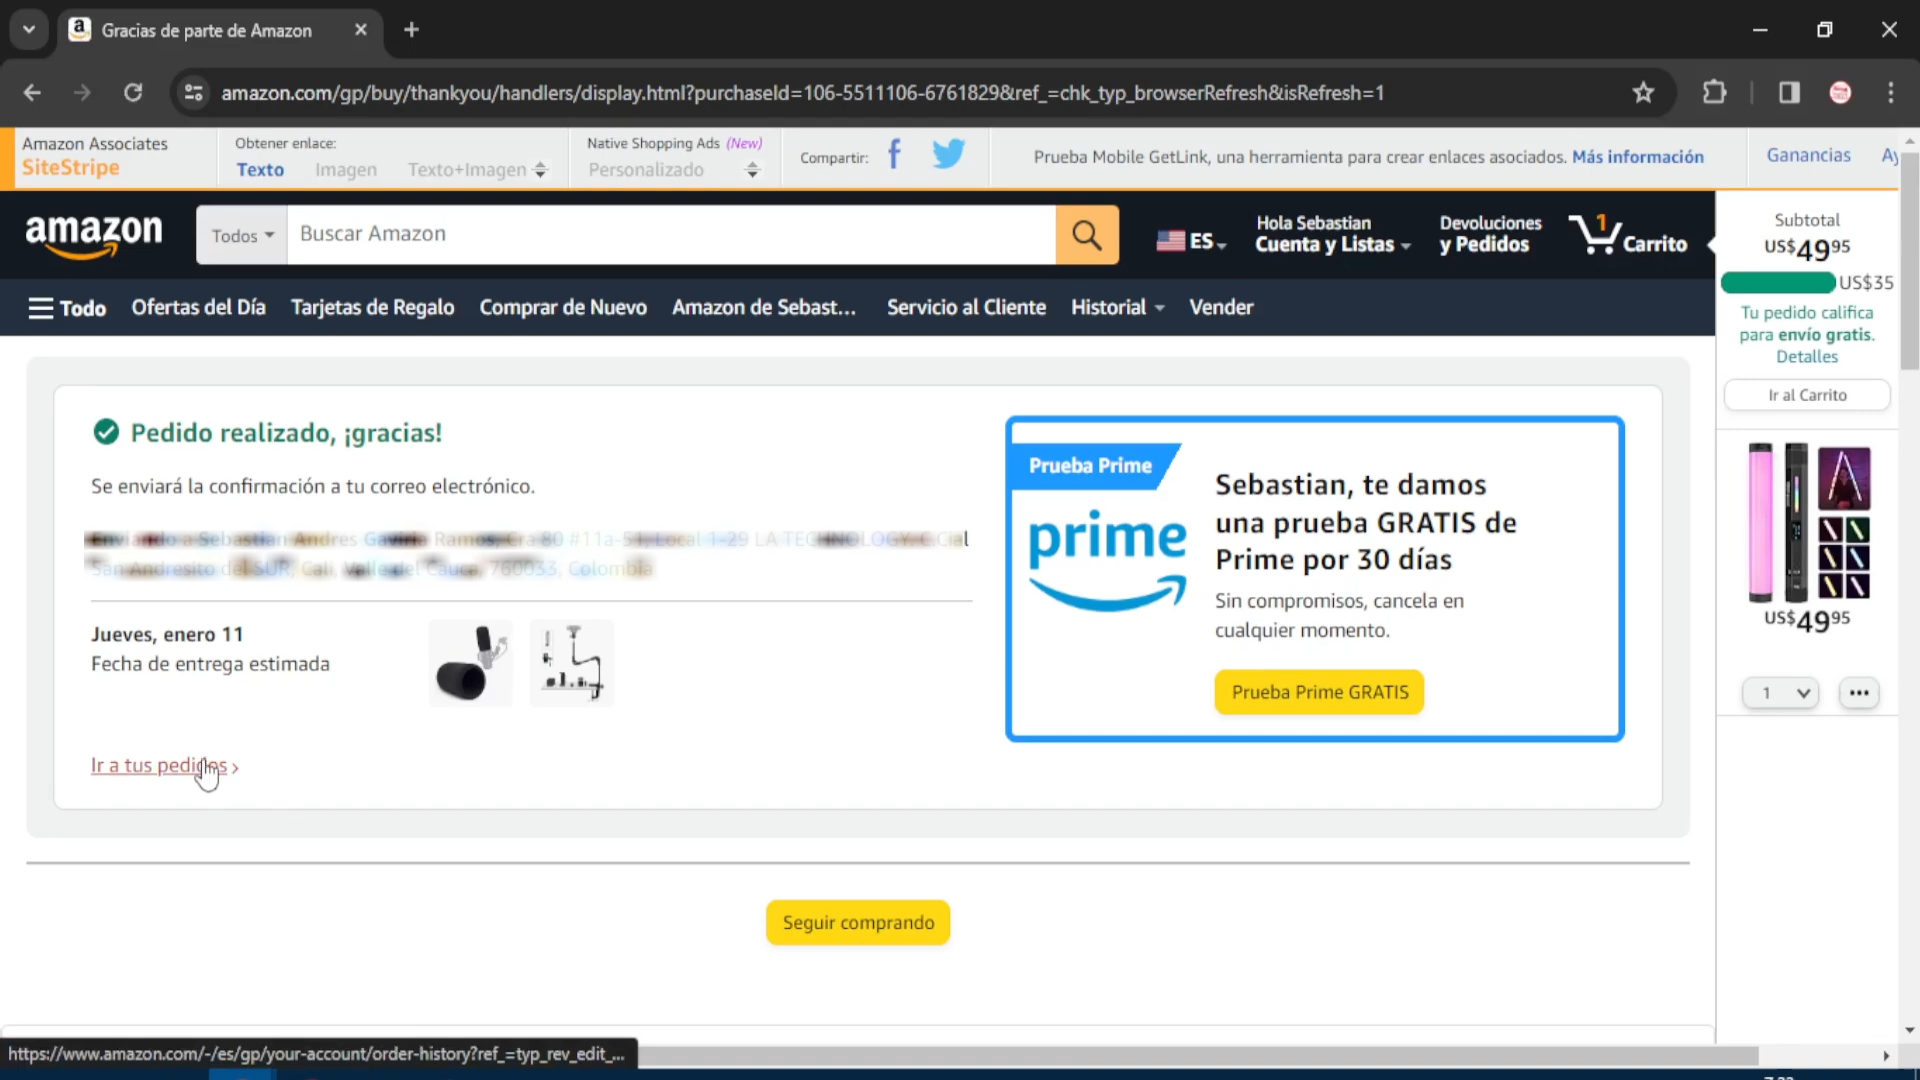 Gracias de parte de Amazon
amazon.com/gp/buy/thankyou/handlers/display.html?purchaseId=106-5511106-6761829&ref_=chk_typ_browserRefresh&isRefresh=1
Amazon Associates
SiteStripe
Obtener enlace:
Texto Imagen Texto+Imagen
Native Shopping Ads (New)
Personalizado
Compartir:
Prueba Mobile GetLink, una herramienta para crear enlaces asociados. Más información
Ganancias Ay
amazon
Todos
Buscar Amazon
ES
Hola Sebastian
Cuenta y Listas
Devoluciones
y Pedidos
1
Carrito
Subtotal
US$49.95
US$35
Tu pedido califica
para envío gratis.
Detalles
Ir al Carrito
US$49.95
1
Todo Ofertas del Día Tarjetas de Regalo Comprar de Nuevo Amazon de Sebast... Servicio al Cliente Historial Vender
Pedido realizado, ¡gracias!
Se enviará la confirmación a tu correo electrónico.
Jueves, enero 11
Fecha de entrega estimada
Ir a tus pedidos ›
Prueba Prime
prime
Sebastian, te damos
una prueba GRATIS de
Prime por 30 días
Sin compromisos, cancela en
cualquier momento.
Prueba Prime GRATIS
Seguir comprando
https://www.amazon.com/-/es/gp/your-account/order-history?ref_=typ_rev_edit_...